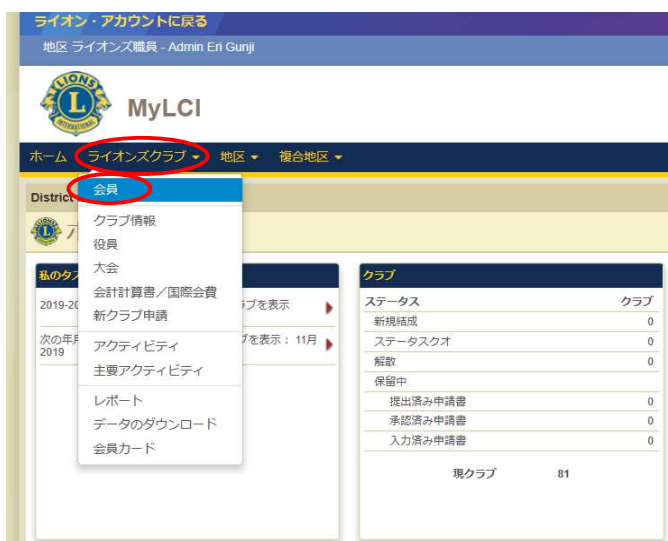 ライオン・アカウントに戻る
地区 ライオンズ職員 - Admin Eri Gunji
LIONS
L
INTERNATIONAL
MyLCI
ホーム ライオンズクラブ 地区 複合地区
District
会員
クラブ情報
役員
大会
会計計算書／国際会費
新クラブ申請
アクティビティ
主要アクティビティ
レポート
データのダウンロード
会員カード
私のタ
2019-20 ラブを表示
次の年 ブを表示： 11月
2019
クラブ
ステータス クラブ
新規結成 0
ステータスクオ 0
解散 0
保留中
提出済み申請書 0
承認済み申請書 0
入力済み申請書 0
現クラブ 81